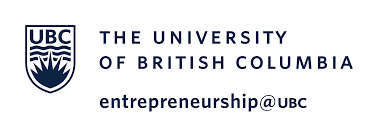 UBC
THE UNIVERSITY
OF BRITISH COLUMBIA
entrepreneurship@UBC